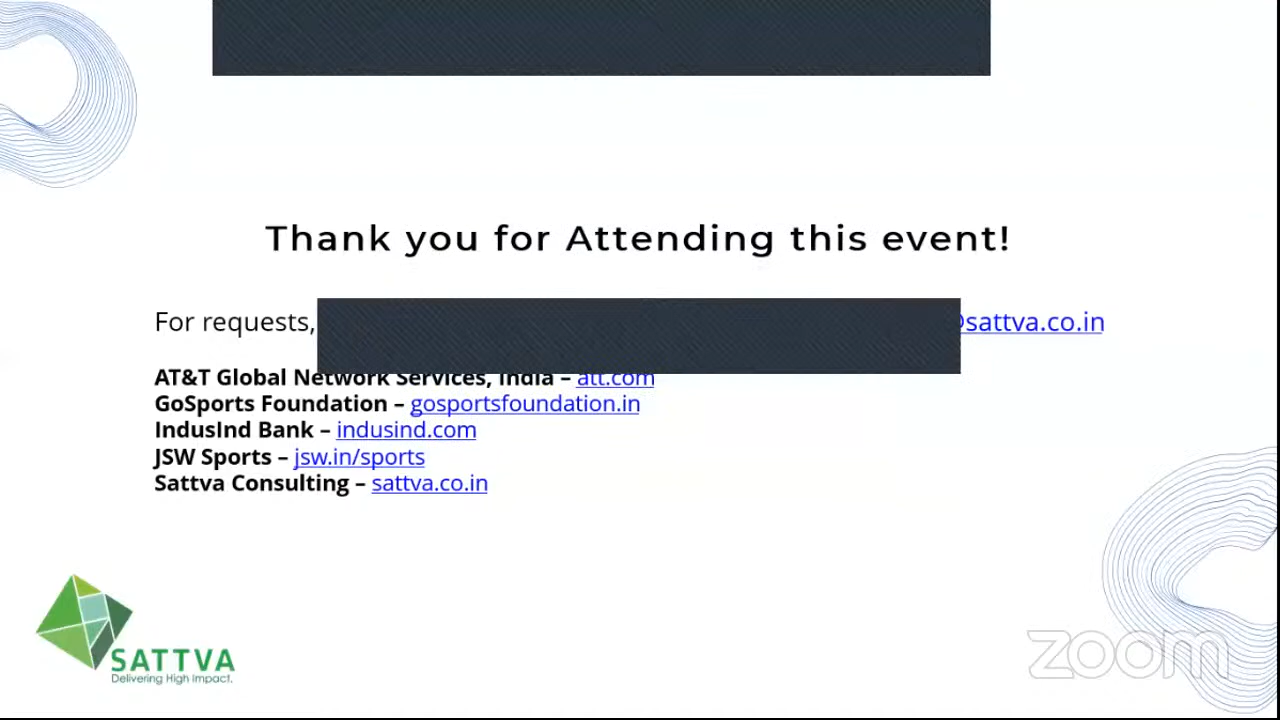 Thank you for Attending this event!
For requests, @sattva.co.in
AT&T Global Network Services, India – att.com
GoSports Foundation – gosportsfoundation.in
IndusInd Bank – indusind.com
JSW Sports – jsw.in/sports
Sattva Consulting – sattva.co.in
SATTVA
Delivering High Impact.
zoom